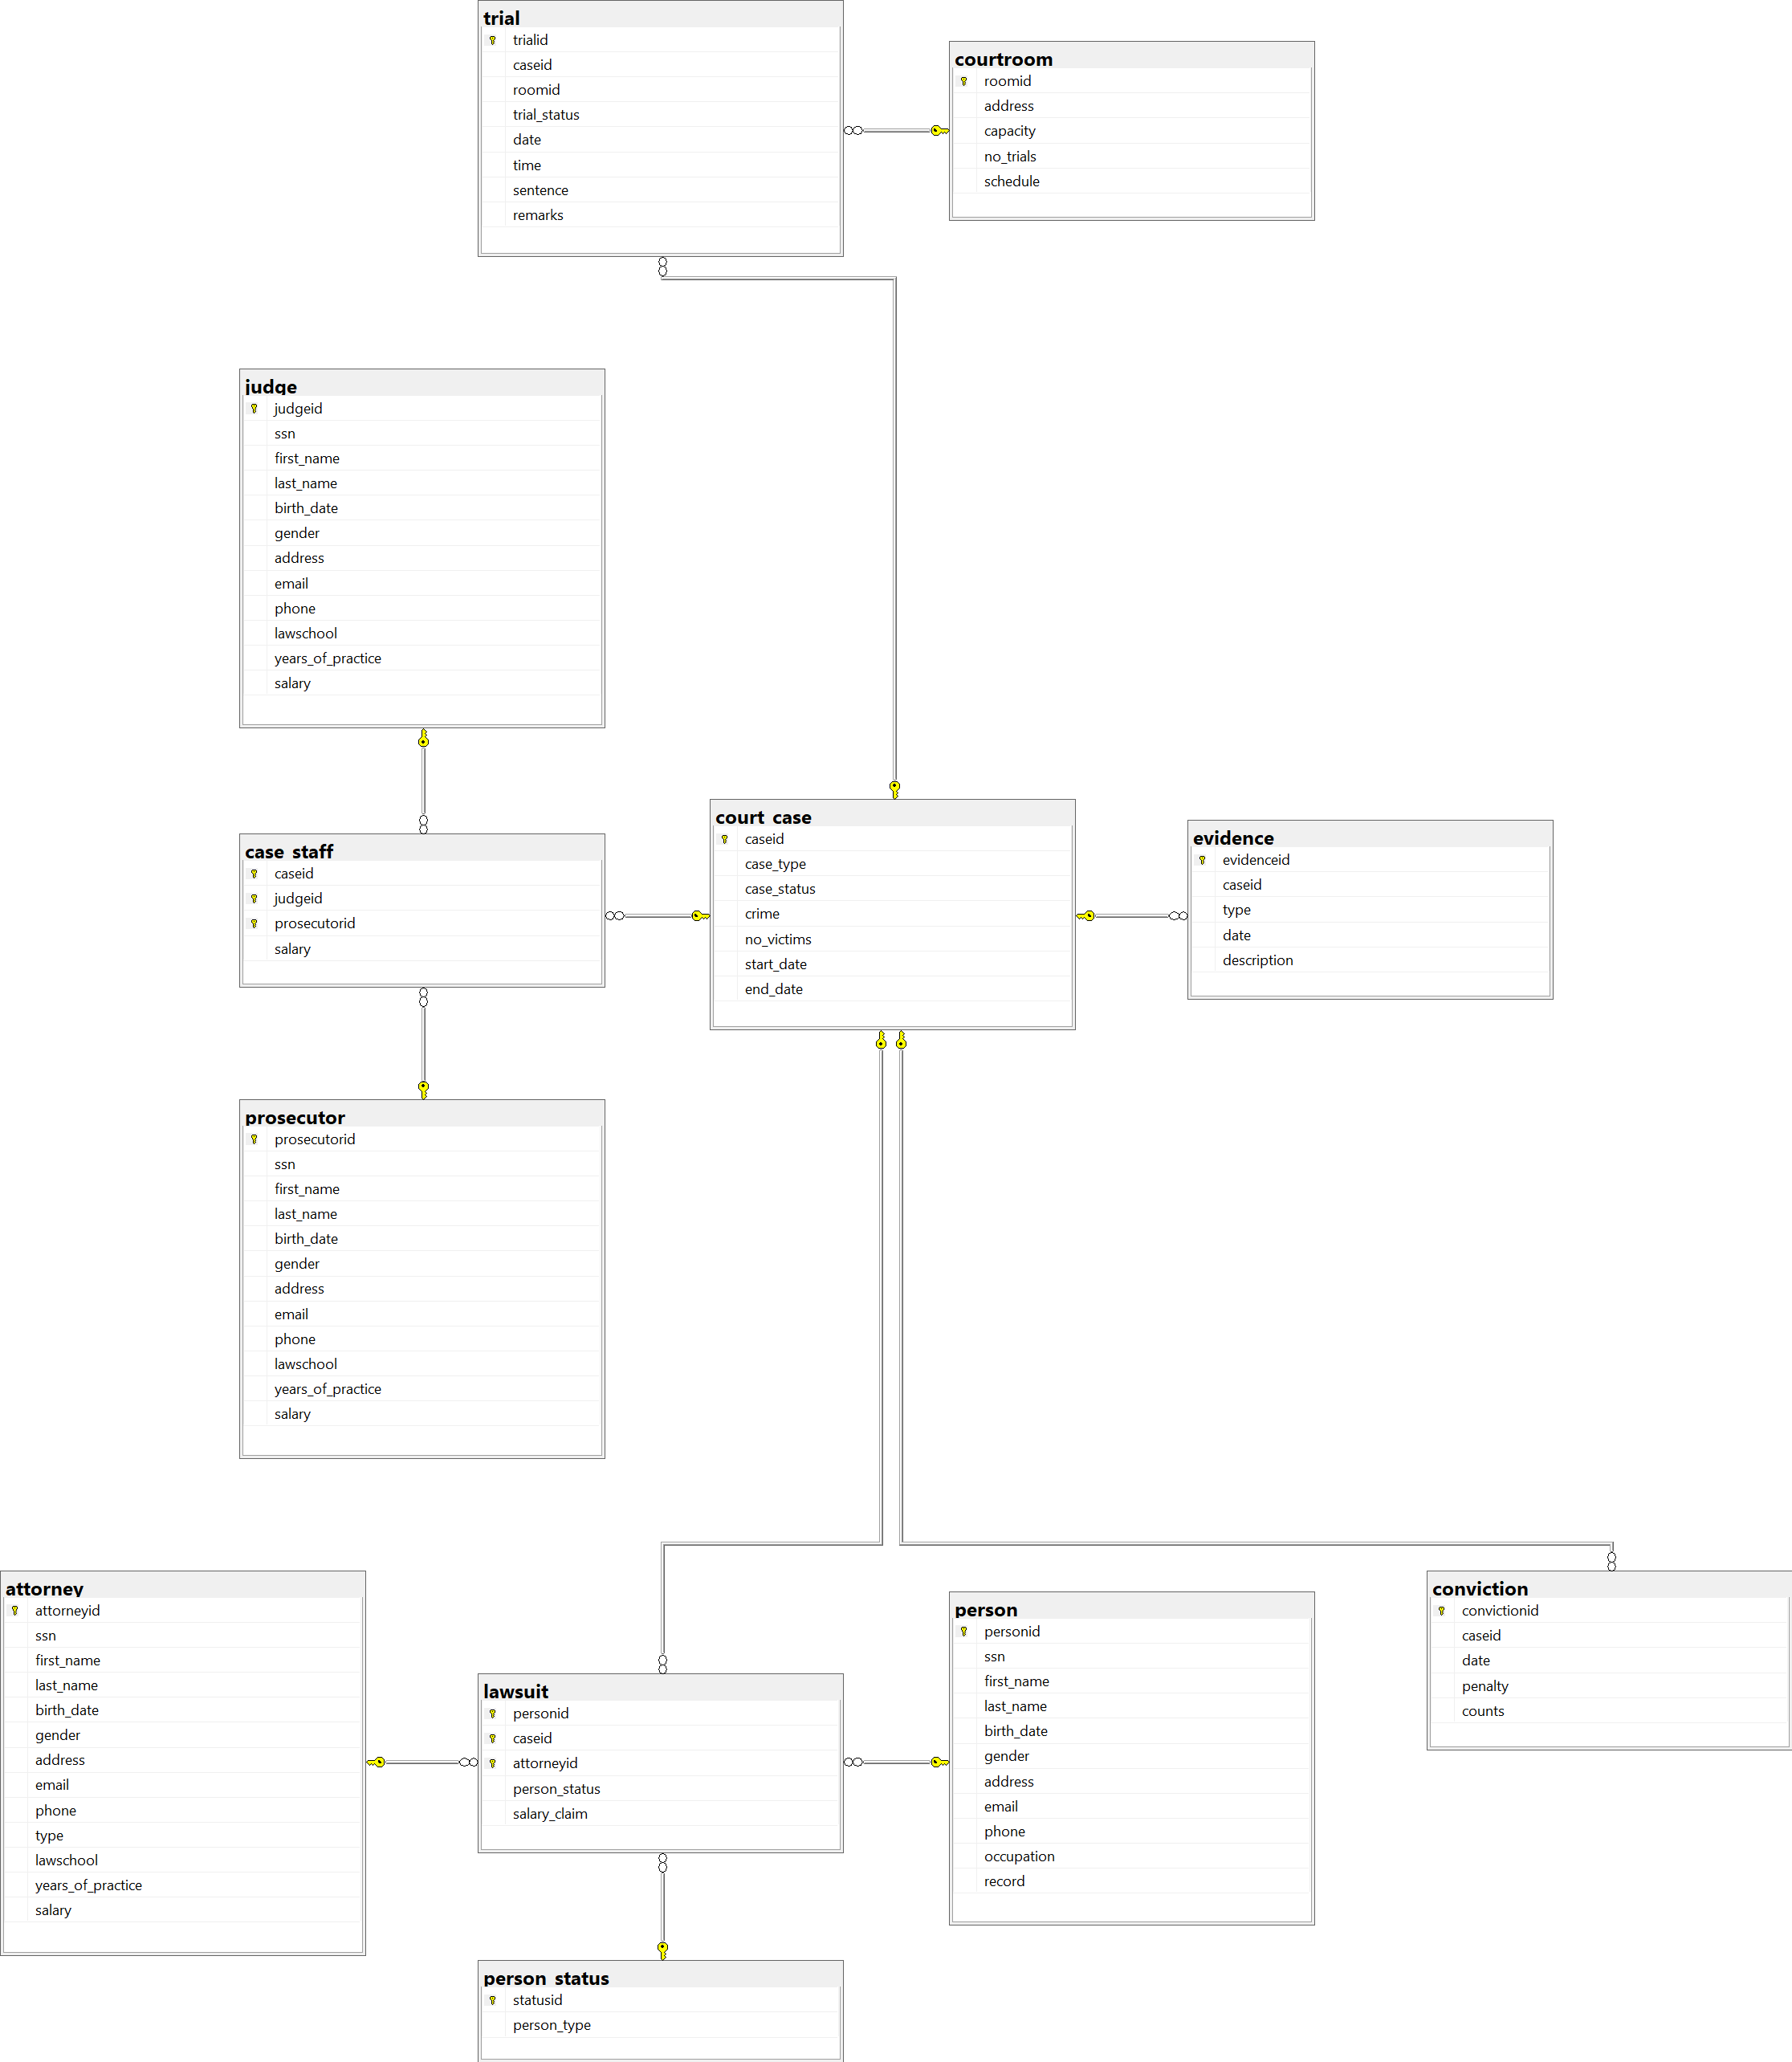 trial
trialid
caseid
roomid
trial_status
date
time
sentence
remarks
courtroom
roomid
address
capacity
no_trials
schedule
judge
judgeid
ssn
first_name
last_name
birth_date
gender
address
email
phone
lawschool
years_of_practice
salary
case_staff
caseid
judgeid
prosecutorid
salary
court_case
caseid
case_type
case_status
crime
no_victims
start_date
end_date
evidence
evidenceid
caseid
type
date
description
prosecutor
prosecutorid
ssn
first_name
last_name
birth_date
gender
address
email
phone
lawschool
years_of_practice
salary
attorney
attorneyid
ssn
first_name
last_name
birth_date
gender
address
email
phone
type
lawschool
years_of_practice
salary
lawsuit
personid
caseid
attorneyid
person_status
salary_claim
person
personid
ssn
first_name
last_name
birth_date
gender
address
email
phone
occupation
record
conviction
convictionid
caseid
date
penalty
counts
person_status
statusid
person_type